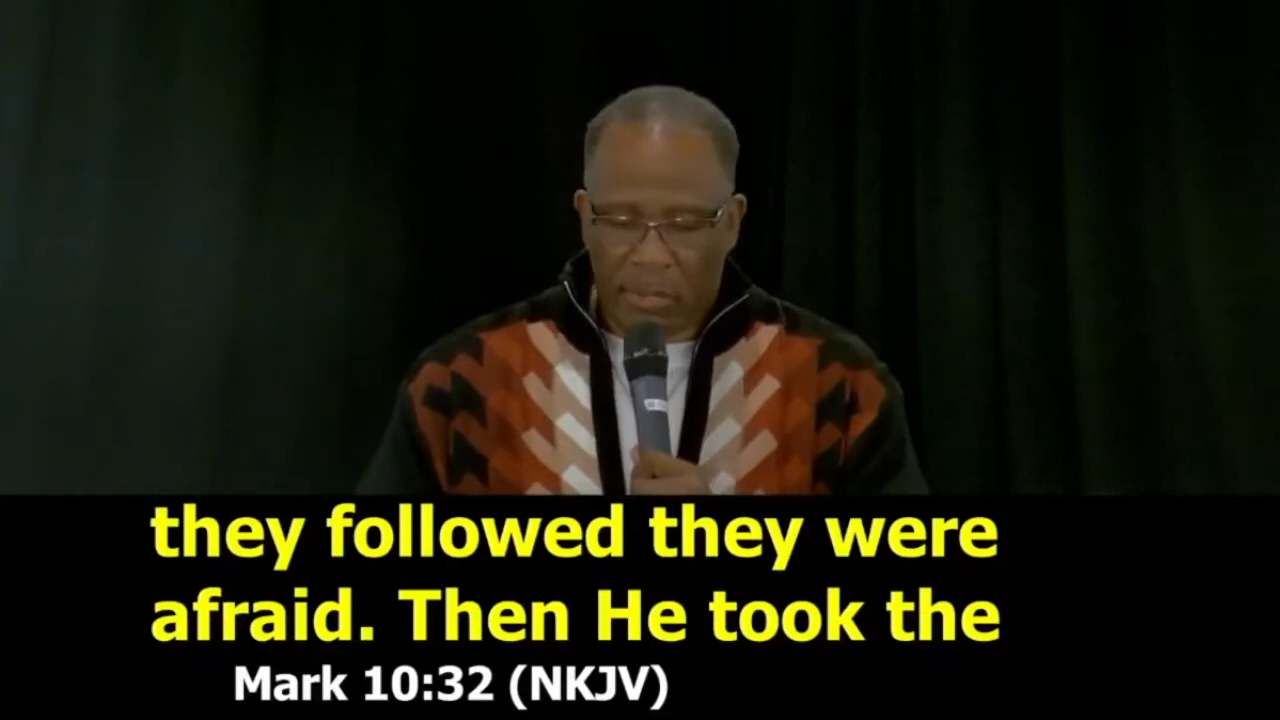 they followed they were
afraid. Then He took the
Mark 10:32 (NKJV)